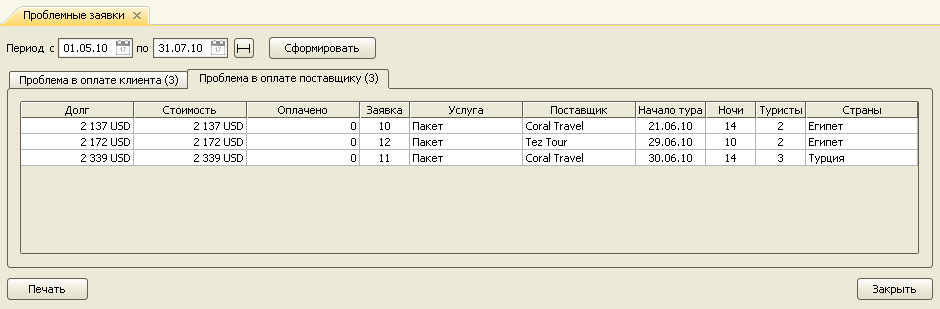 Проблемные заявки
Период с 01.05.10 17 по 31.07.10 17 Сформировать
Проблема в оплате клиента (3) Проблема в оплате поставщику (3)
Долг Стоимость Оплачено Заявка Услуга Поставщик Начало тура Ночи Туристы Страны
2 137 USD 2 137 USD 0 10 Пакет Coral Travel 21.06.10 14 2 Египет
2 172 USD 2 172 USD 0 12 Пакет Tez Tour 29.06.10 10 2 Египет
2 339 USD 2 339 USD 0 11 Пакет Coral Travel 30.06.10 14 3 Турция
Печать Закрыть